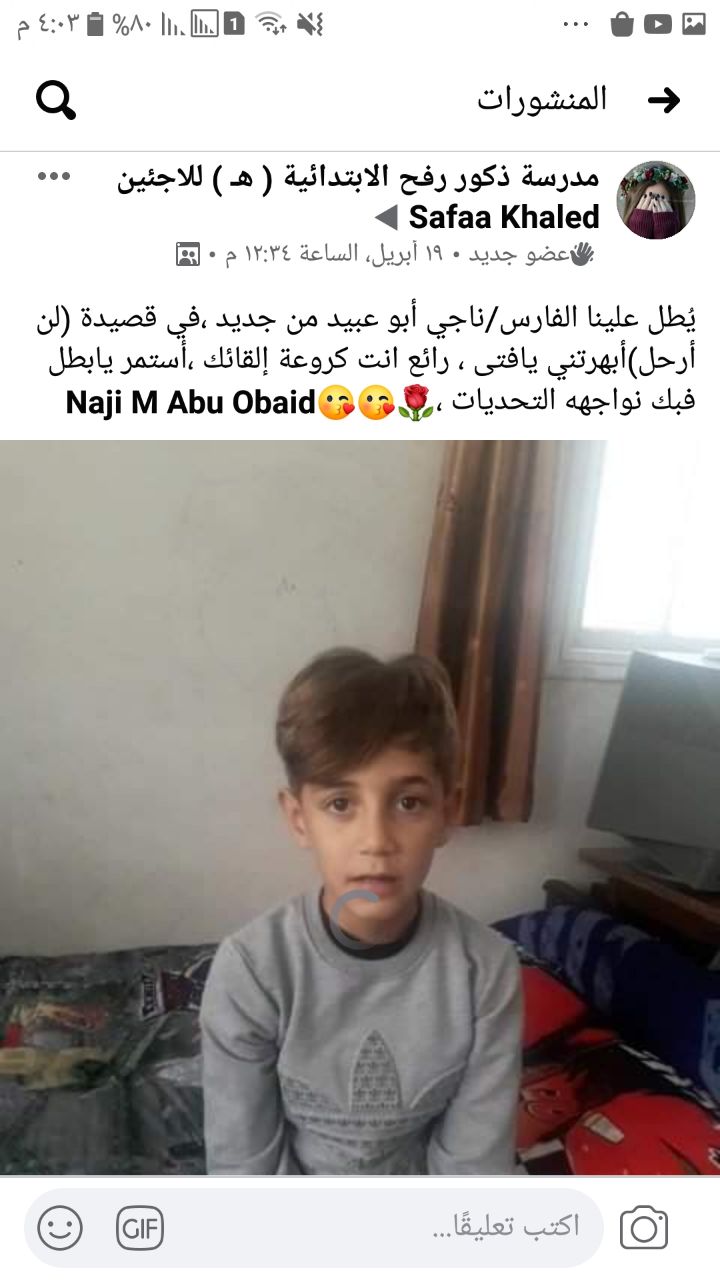 ٤:٠٣ م
٨٠%
1
المنشورات
مدرسة ذكور رفح الابتدائية ( هـ ) للاجئين
Safaa Khaled
عضو جديد • ١٩ أبريل، الساعة ١٢:٣٤ م •
يُطل علينا الفارس/ناجي أبو عبيد من جديد ،في قصيدة (لن
أرحل)أبهرتني يافتى ، رائع انت كروعة إلقائك ،أستمر يابطل
فبك نواجهه التحديات ،🌹😘😘Naji M Abu Obaid
اكتب تعليقًا...
GIF